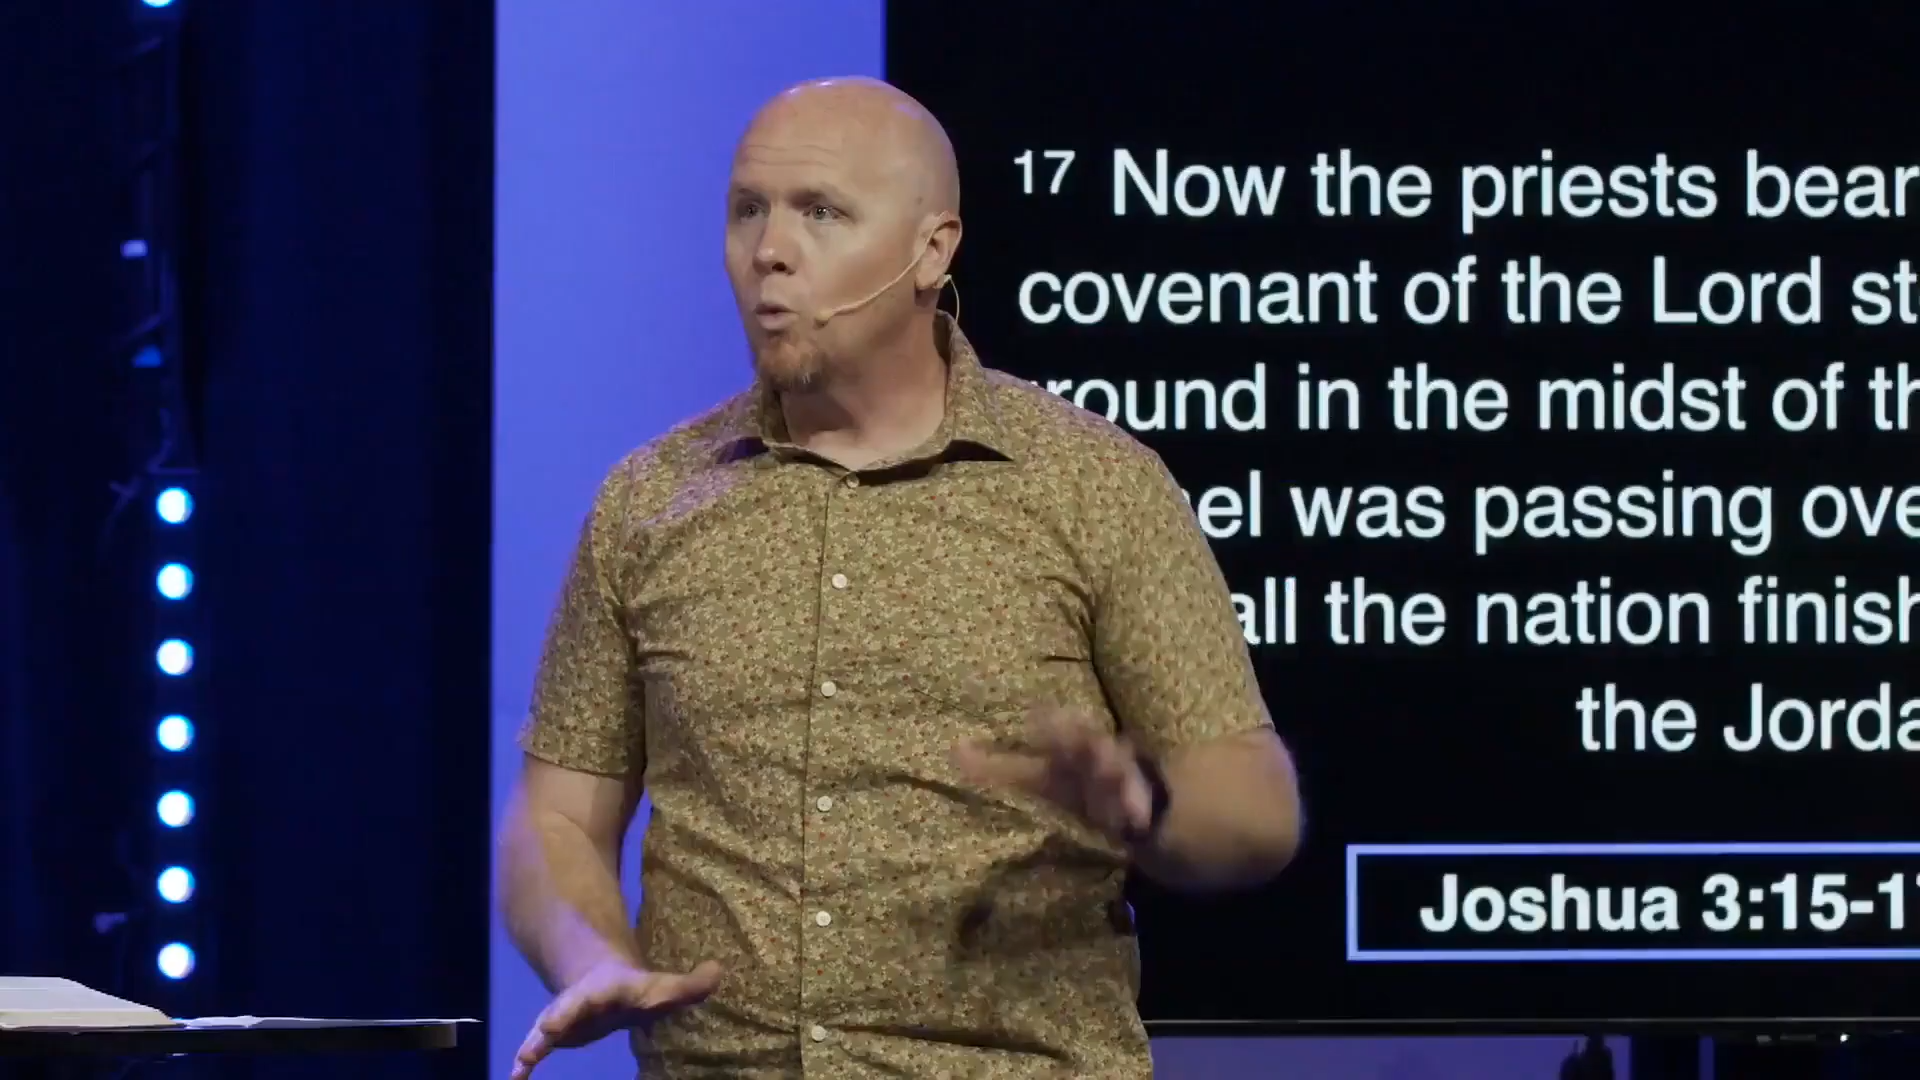 17 Now the priests bear
covenant of the Lord st
round in the midst of th
el was passing ove
all the nation finish
the Jorda
Joshua 3:15-17